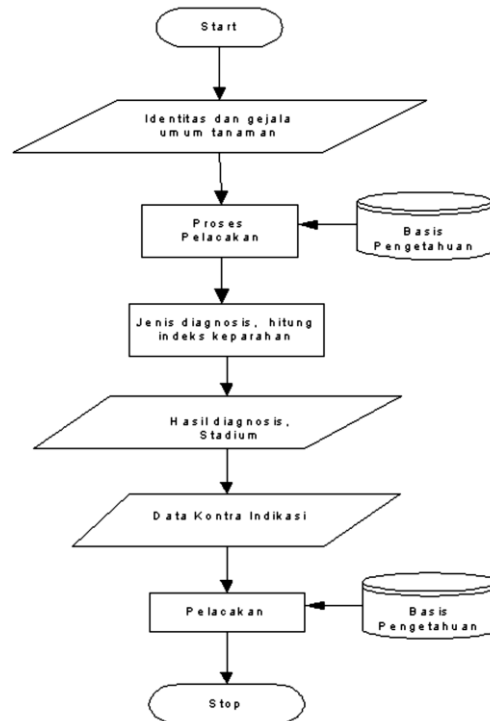 Start
Identitas dan gejala
umum tanaman
Proses
Pelacakan
Basis
Pengetahuan
Jenis diagnosis, hitung
indeks keparahan
Hasil diagnosis,
Stadium
Data Kontra Indikasi
Pelacakan
Basis
Pengetahuan
Stop